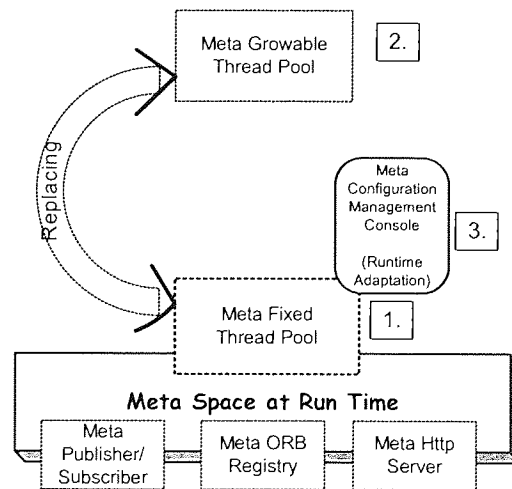 Meta Growable
Thread Pool
2.
Replacing
Meta
Configuration
Management
Console
(Runtime
Adaptation)
3.
Meta Fixed
Thread Pool
1.
Meta Space at Run Time
Meta
Publisher/
Subscriber
Meta ORB
Registry
Meta Http
Server